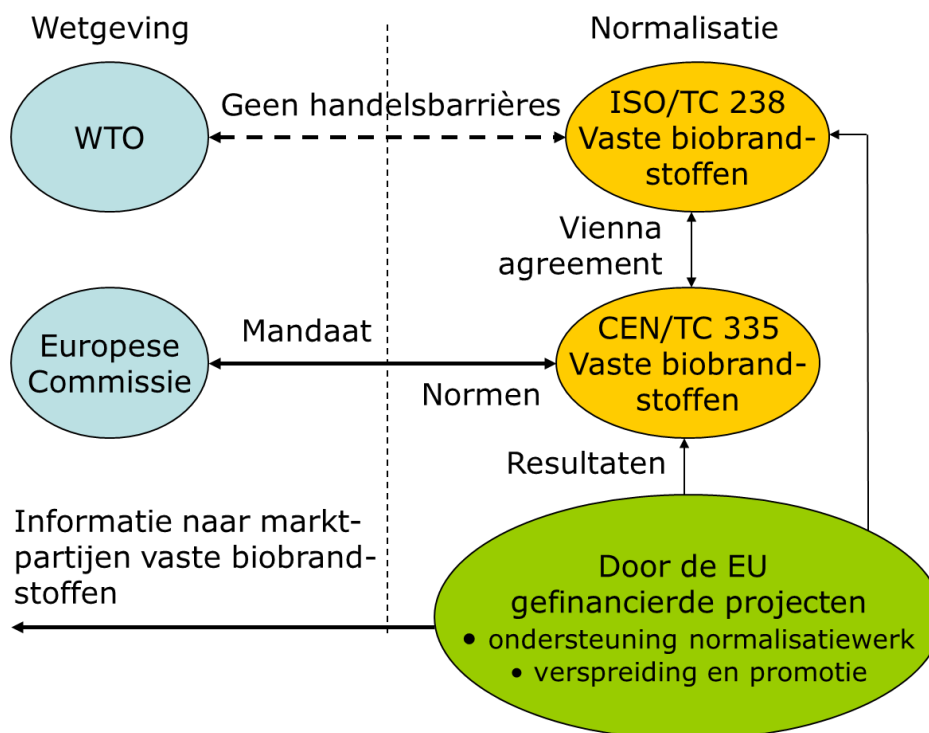 Wetgeving
Normalisatie
WTO
Geen handelsbarrières
ISO/TC 238
Vaste biobrand-
stoffen
Vienna
agreement
Europese
Commissie
Mandaat
Normen
CEN/TC 335
Vaste biobrand-
stoffen
Resultaten
Informatie naar markt-
partijen vaste biobrand-
stoffen
Door de EU
gefinancierde projecten
• ondersteuning normalisatiewerk
• verspreiding en promotie